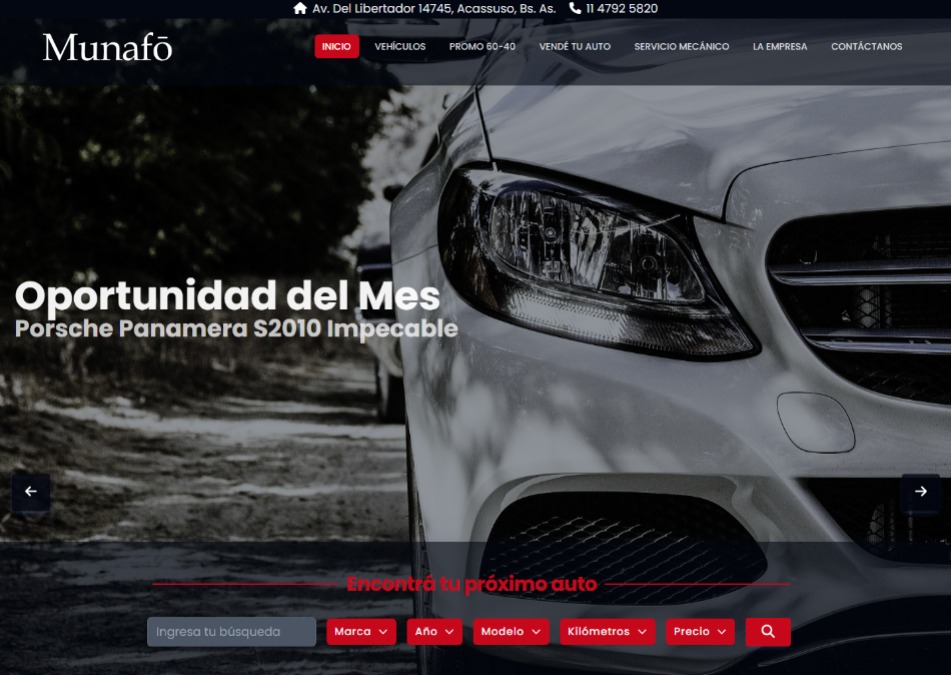 Av. Del Libertador 14745, Acassuso, Bs. As. 11 4792 5820
Munafō
INICIO VEHÍCULOS PROMO 60-40 VENDÉ TU AUTO SERVICIO MECÁNICO LA EMPRESA CONTÁCTANOS
Oportunidad del Mes
Porsche Panamera S2010 Impecable
Encontrá tu próximo auto
Ingresa tu búsqueda Marca Año Modelo Kilómetros Precio